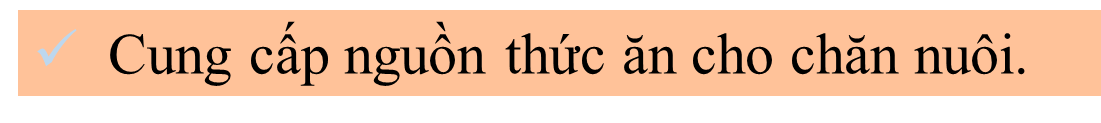 ✓ Cung cấp nguồn thức ăn cho chăn nuôi.